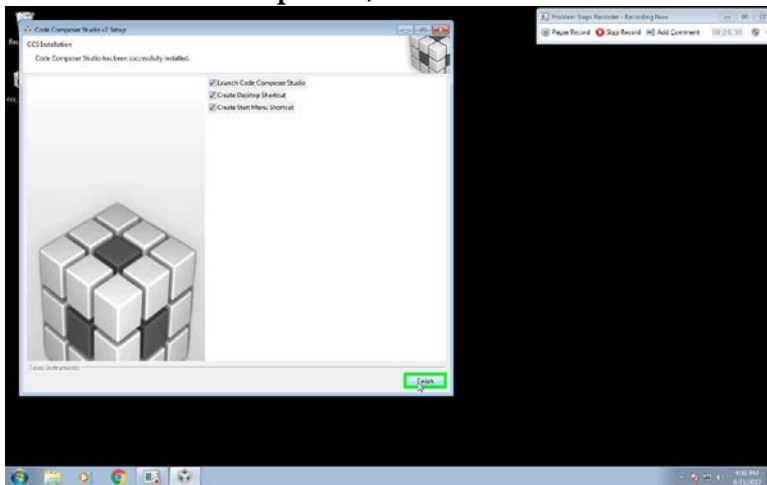 Code Composer Studio v5 Setup
CCS Installation
Code Composer Studio has been successfully installed.
Launch Code Composer Studio
Create Desktop Shortcut
Create Start Menu Shortcut
Texas Instruments
Finish
Problem Steps Recorder - Recording Now
Pause Record Stop Record Add Comment